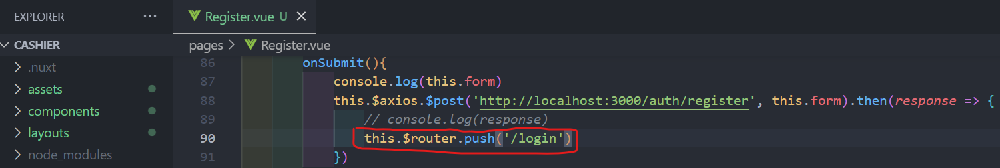 EXPLORER ...
Register.vue U
CASHIER
pages > Register.vue
.nuxt
assets
components
layouts
node_modules
86 onSubmit(){
87 console.log(this.form)
88 this.$axios.$post('http://localhost:3000/auth/register', this.form).then(response => {
89 // console.log(response)
90 this.$router.push('/login')
91 })